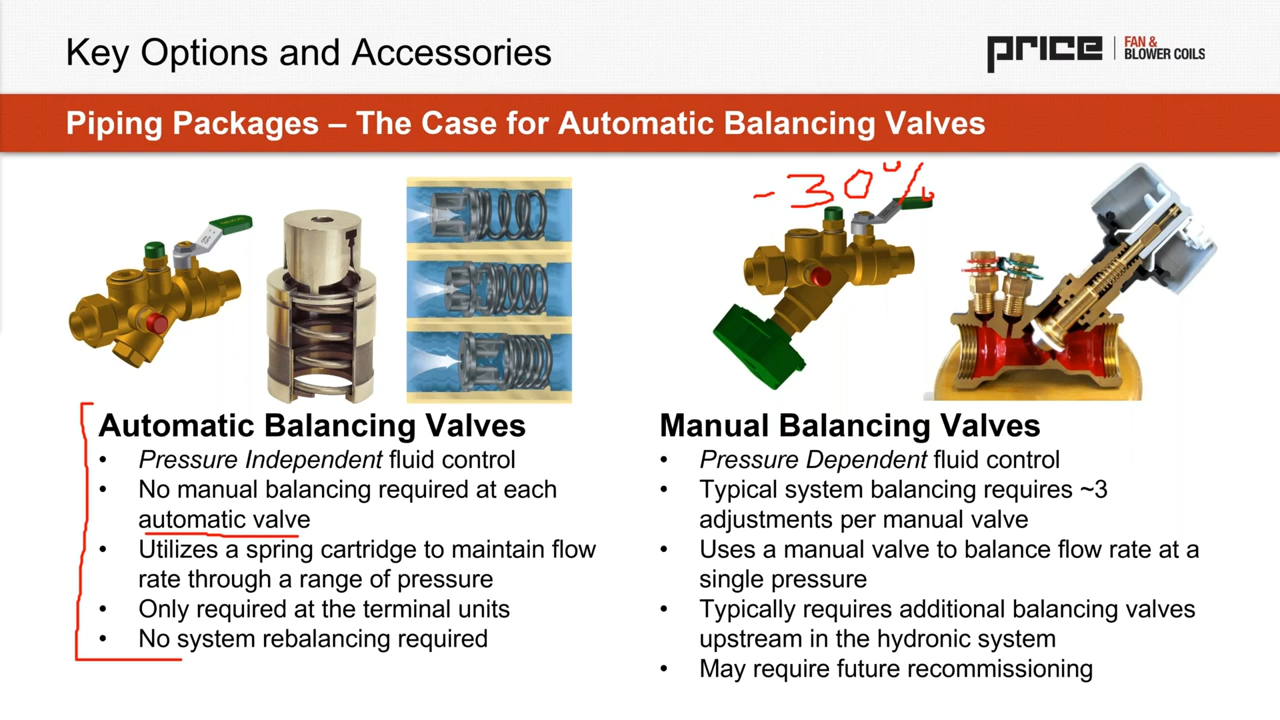 Key Options and Accessories
PRICE
FAN &
BLOWER COILS
Piping Packages – The Case for Automatic Balancing Valves
-30%
Automatic Balancing Valves
• Pressure Independent fluid control
• No manual balancing required at each
automatic valve
• Utilizes a spring cartridge to maintain flow
rate through a range of pressure
• Only required at the terminal units
• No system rebalancing required
Manual Balancing Valves
• Pressure Dependent fluid control
• Typical system balancing requires ~3
adjustments per manual valve
• Uses a manual valve to balance flow rate at a
single pressure
• Typically requires additional balancing valves
upstream in the hydronic system
• May require future recommissioning